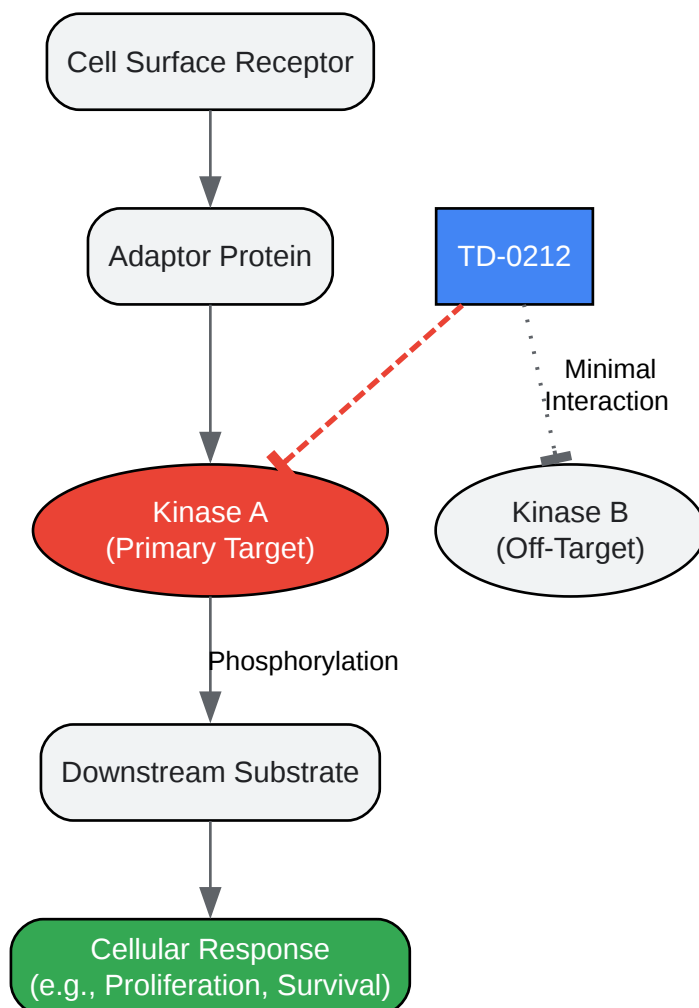 Cell Surface Receptor
Adaptor Protein
TD-0212
Minimal
Interaction
Kinase A
(Primary Target)
Kinase B
(Off-Target)
Phosphorylation
Downstream Substrate
Cellular Response
(e.g., Proliferation, Survival)